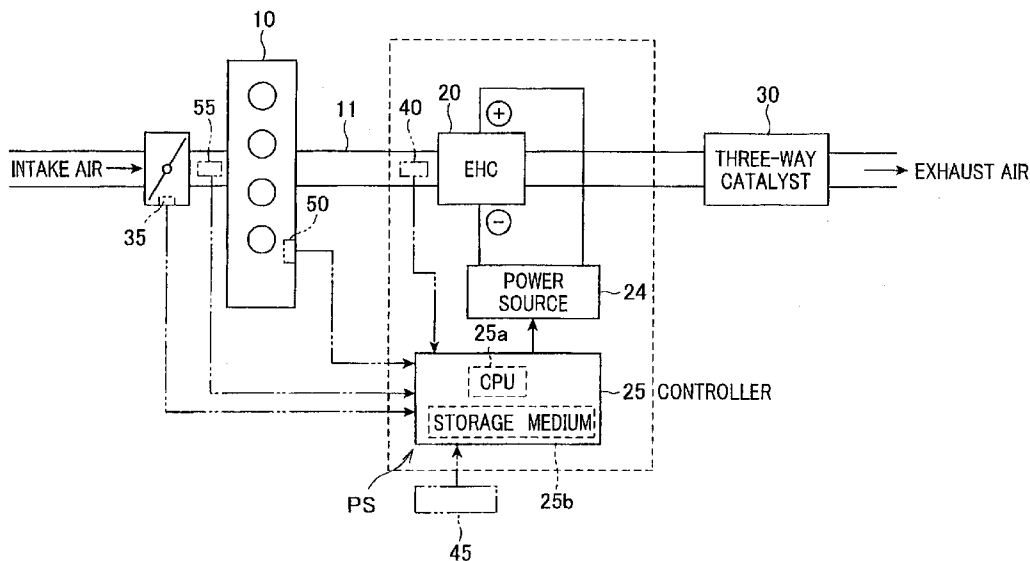 10
55
11
40
20
+
30
INTAKE AIR
EHC
THREE-WAY
CATALYST
EXHAUST AIR
35
50
−
POWER
SOURCE
24
25a
CPU
25 CONTROLLER
STORAGE MEDIUM
PS
25b
45